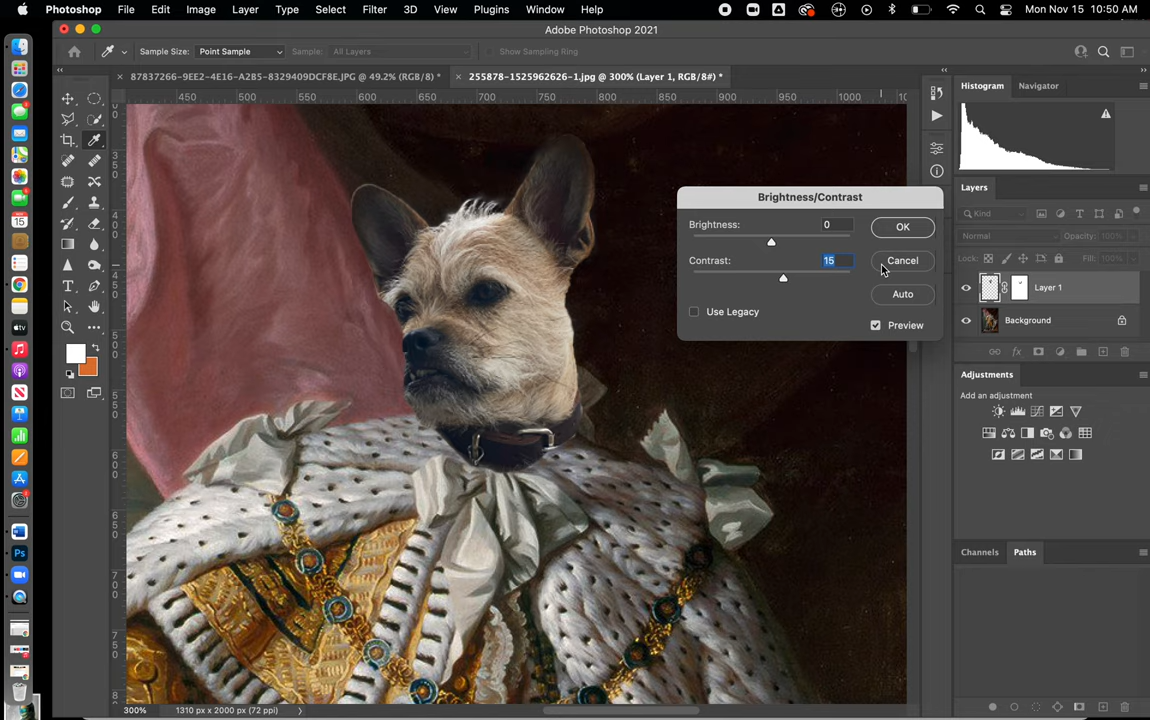 Photoshop File Edit Image Layer Type Select Filter 3D View Plugins Window Help Mon Nov 15 10:50 AM
Adobe Photoshop 2021
Sample Size: Point Sample Sample: All Layers Show Sampling Ring
87837266-9EE2-4E16-A2B5-8329409DCF8E.JPG @ 49.2% (RGB/8) * 255878-1525962626-1.jpg @ 300% (Layer 1, RGB/8#) *
450 500 550 600 650 700 750 800 850 900 950 1000
Histogram Navigator
Brightness/Contrast
Brightness: 0 OK
Contrast: 15 Cancel
Auto
Use Legacy
Preview
Layers
Kind
Normal Opacity: 100%
Lock: Fill: 100%
Layer 1
Background
Adjustments
Add an adjustment
Channels Paths
300% 1310 px x 2000 px (72 ppi)